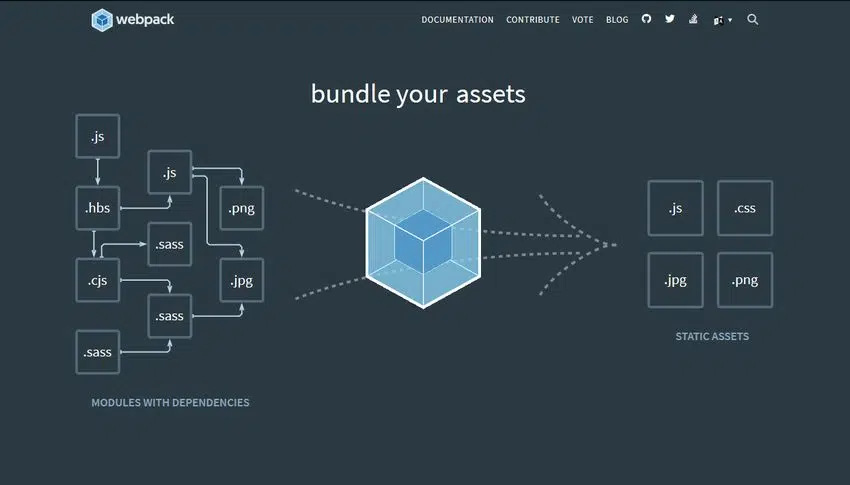 webpack
DOCUMENTATION CONTRIBUTE VOTE BLOG
bundle your assets
.js
.js
.hbs
.png
.sass
.cjs
.jpg
.sass
.sass
MODULES WITH DEPENDENCIES
.js .css
.jpg .png
STATIC ASSETS